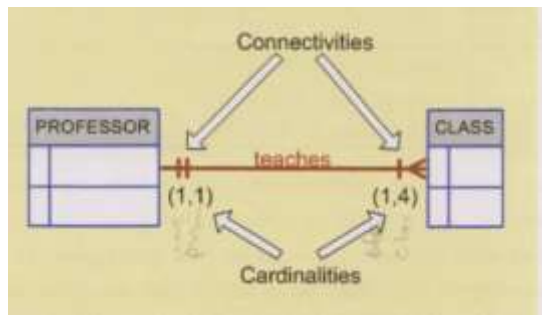 Connectivities
PROFESSOR
teaches
CLASS
(1,1)
(1,4)
Cardinalities